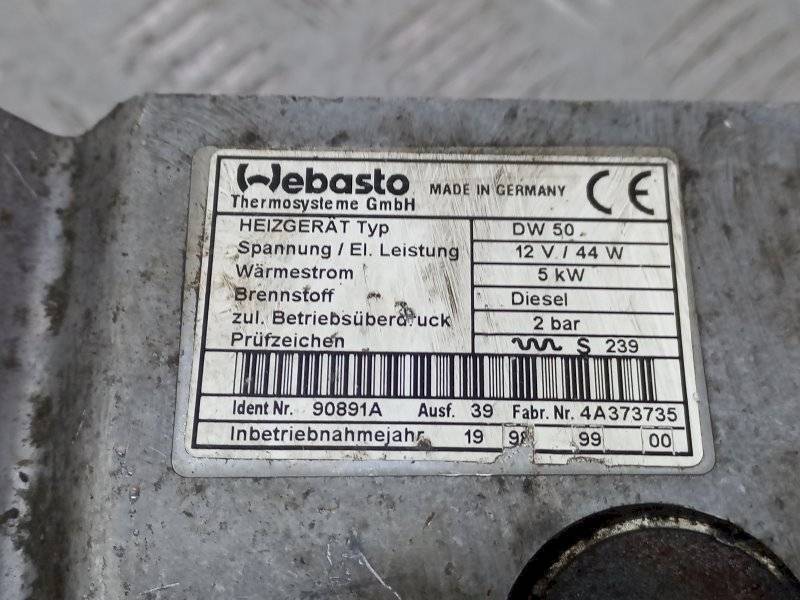 Webasto MADE IN GERMANY CE
Thermosysteme GmbH
HEIZGERÄT Typ DW 50
Spannung / El. Leistung 12 V / 44 W
Wärmestrom 5 kW
Brennstoff Diesel
zul. Betriebsüberdruck 2 bar
Prüfzeichen S 239
Ident Nr. 90891A Ausf. 39 Fabr. Nr. 4A373735
Inbetriebnahmejahr 19 98 99 00